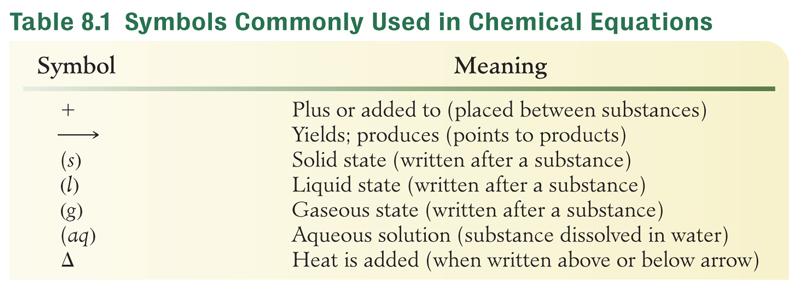 Table 8.1 Symbols Commonly Used in Chemical Equations
Symbol Meaning
+ Plus or added to (placed between substances)
⟶ Yields; produces (points to products)
(s) Solid state (written after a substance)
(l) Liquid state (written after a substance)
(g) Gaseous state (written after a substance)
(aq) Aqueous solution (substance dissolved in water)
Δ Heat is added (when written above or below arrow)